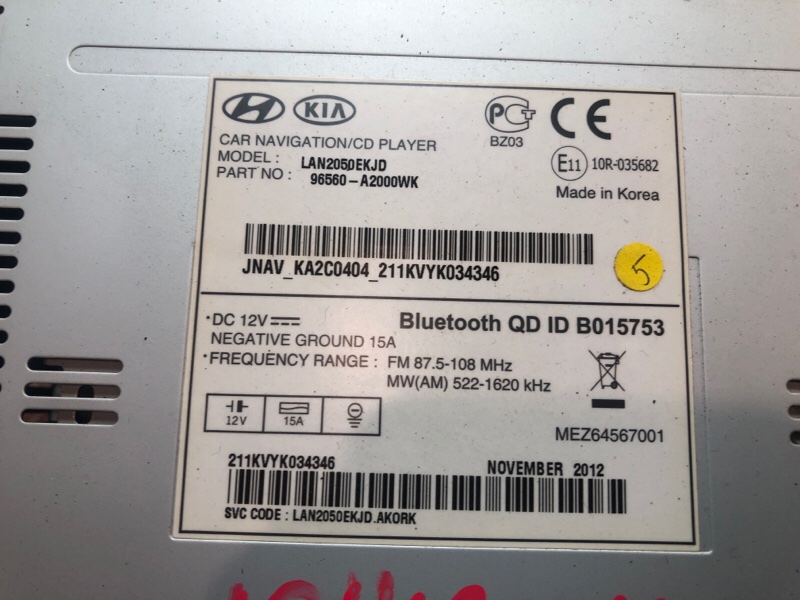 KIA
PCT
BZ03
CE
CAR NAVIGATION/CD PLAYER
MODEL : LAN2050EKJD
PART NO : 96560-A2000WK
E11 10R-035682
Made in Korea
JNAV_KA2C0404_211KVYK034346
5
•DC 12V
NEGATIVE GROUND 15A
•FREQUENCY RANGE : FM 87.5-108 MHz
MW(AM) 522-1620 kHz
Bluetooth QD ID B015753
12V 15A
MEZ64567001
211KVYK034346 NOVEMBER 2012
SVC CODE : LAN2050EKJD.AKORK